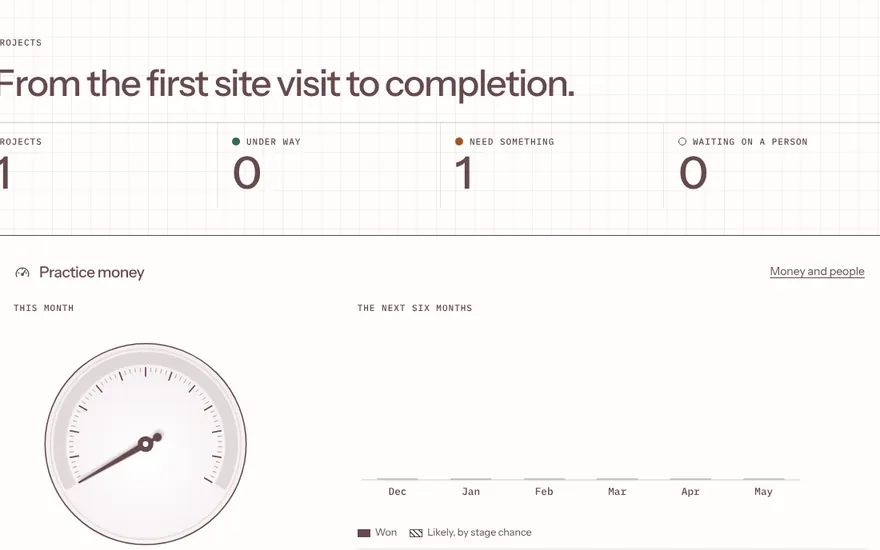 ROJECTS
From the first site visit to completion.
ROJECTS
UNDER WAY
NEED SOMETHING
WAITING ON A PERSON
1
0
1
0
Practice money
Money and people
THIS MONTH
THE NEXT SIX MONTHS
Dec
Jan
Feb
Mar
Apr
May
Won
Likely, by stage chance